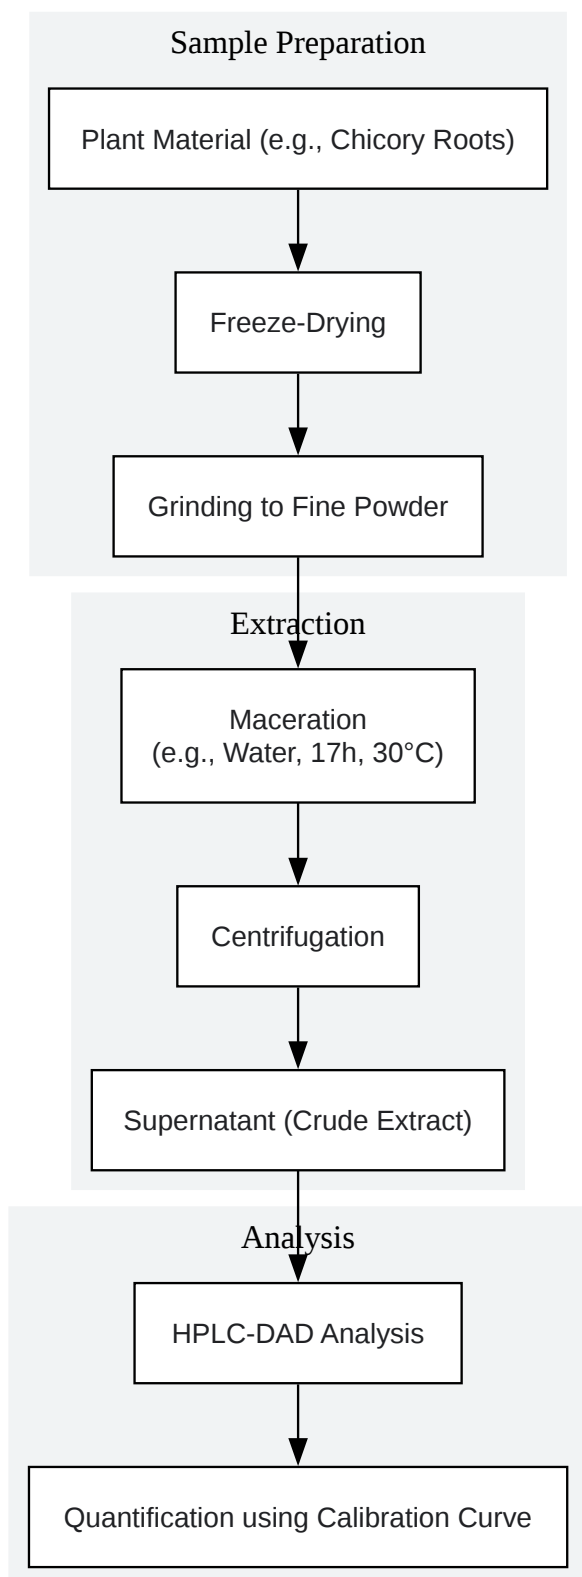 Sample Preparation
Plant Material (e.g., Chicory Roots)
Freeze-Drying
Grinding to Fine Powder
Extraction
Maceration
(e.g., Water, 17h, 30°C)
Centrifugation
Supernatant (Crude Extract)
Analysis
HPLC-DAD Analysis
Quantification using Calibration Curve